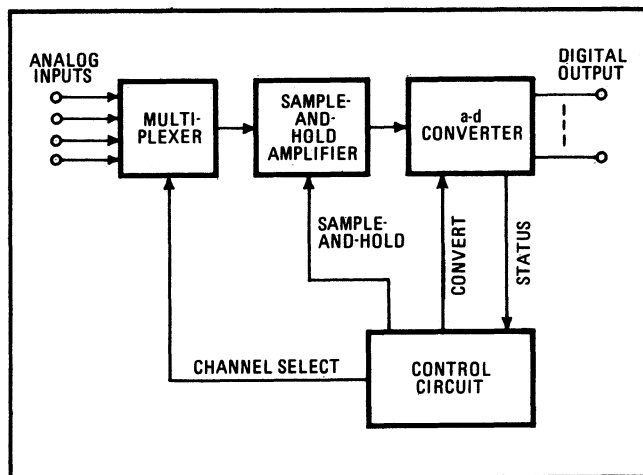 ANALOG
INPUTS
MULTI-
PLEXER
SAMPLE-
AND-
HOLD
AMPLIFIER
a-d
CONVERTER
DIGITAL
OUTPUT
SAMPLE-
AND-HOLD
CONVERT
STATUS
CHANNEL SELECT
CONTROL
CIRCUIT